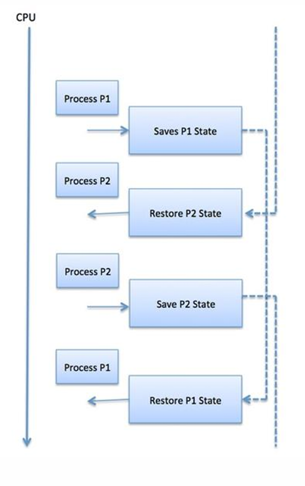 CPU
Process P1
Saves P1 State
Process P2
Restore P2 State
Process P2
Save P2 State
Process P1
Restore P1 State